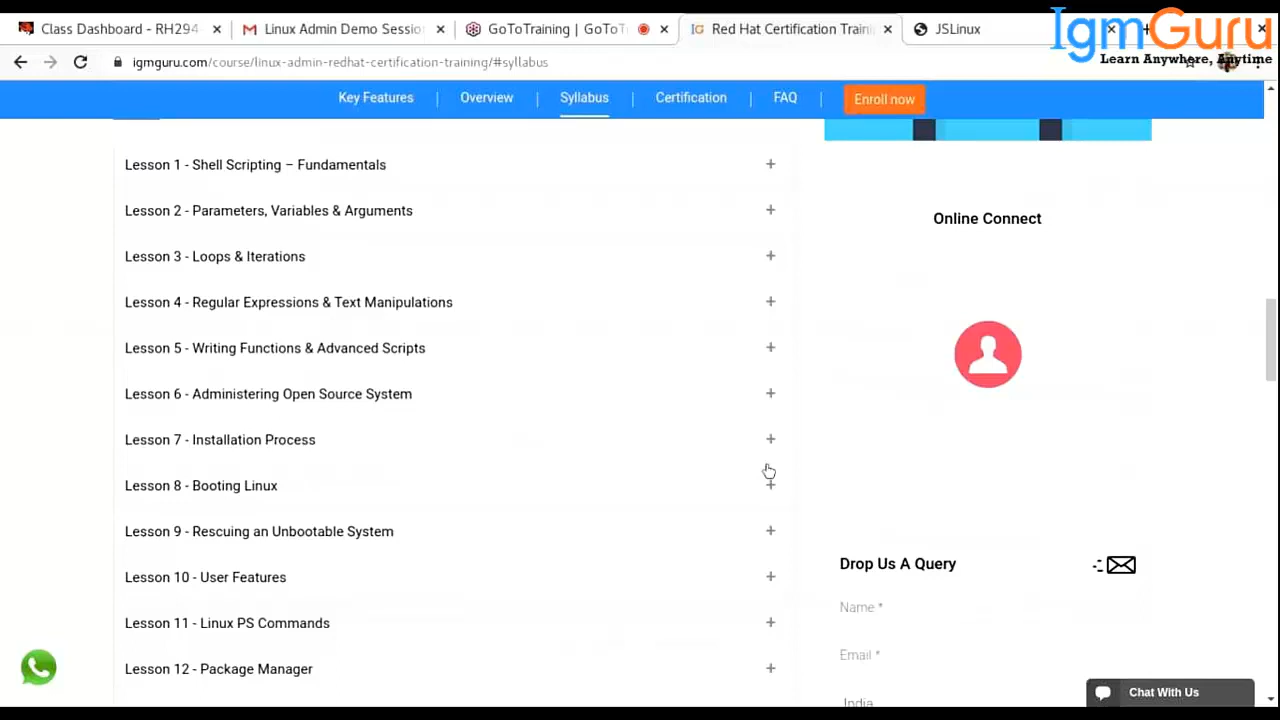 Class Dashboard - RH294
Linux Admin Demo Sessio
GoToTraining | GoToT
Red Hat Certification Traini
JSLinux
IgmGuru
Learn Anywhere, Anytime
igmguru.com/course/linux-admin-redhat-certification-training/#syllabus
Key Features
Overview
Syllabus
Certification
FAQ
Enroll now
Lesson 1 - Shell Scripting – Fundamentals
Lesson 2 - Parameters, Variables & Arguments
Lesson 3 - Loops & Iterations
Lesson 4 - Regular Expressions & Text Manipulations
Lesson 5 - Writing Functions & Advanced Scripts
Lesson 6 - Administering Open Source System
Lesson 7 - Installation Process
Lesson 8 - Booting Linux
Lesson 9 - Rescuing an Unbootable System
Lesson 10 - User Features
Lesson 11 - Linux PS Commands
Lesson 12 - Package Manager
Online Connect
Drop Us A Query
Name *
Email *
India
Chat With Us